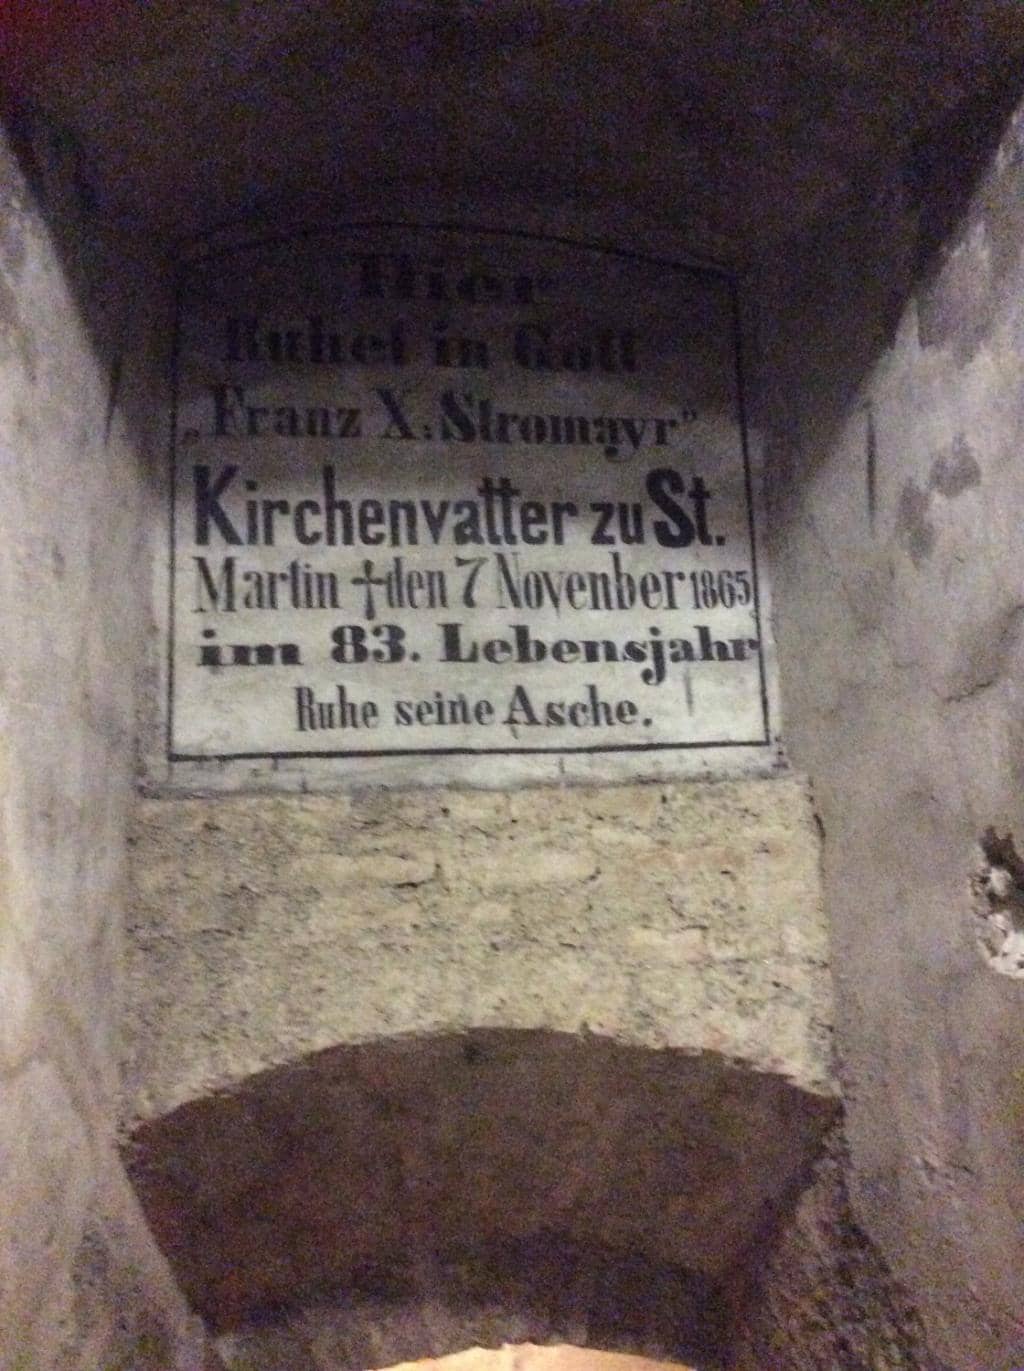 Hier
Ruhet in Gott
„Franz X. Stromayr”
Kirchenvatter zu St.
Martin † den 7 Novenber 1865
im 83. Lebensjahr
Ruhe seine Asche.